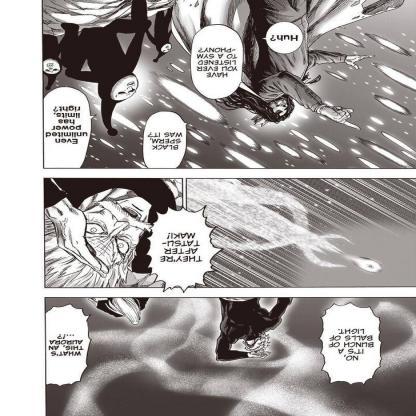 WHAT'S
THIS, AN
AURORA
...!?
NO,
IT'S A
BUNCH OF
BALLS OF
LIGHT.
THEY'RE
AFTER
TATSU-
MAKI!!
Even
unlimited
power
has
limits,
right?
BLACK
SPERM,
WAS IT?
HAVE
YOU EVER
LISTENED
TO A SYM
-PHONY?
Huh?